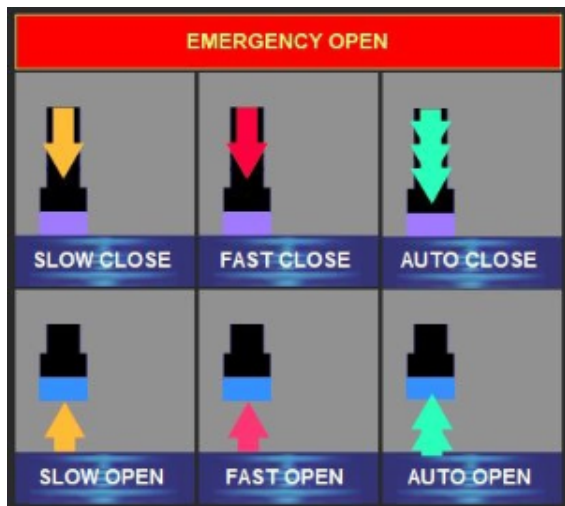 EMERGENCY OPEN
SLOW CLOSE
FAST CLOSE
AUTO CLOSE
SLOW OPEN
FAST OPEN
AUTO OPEN